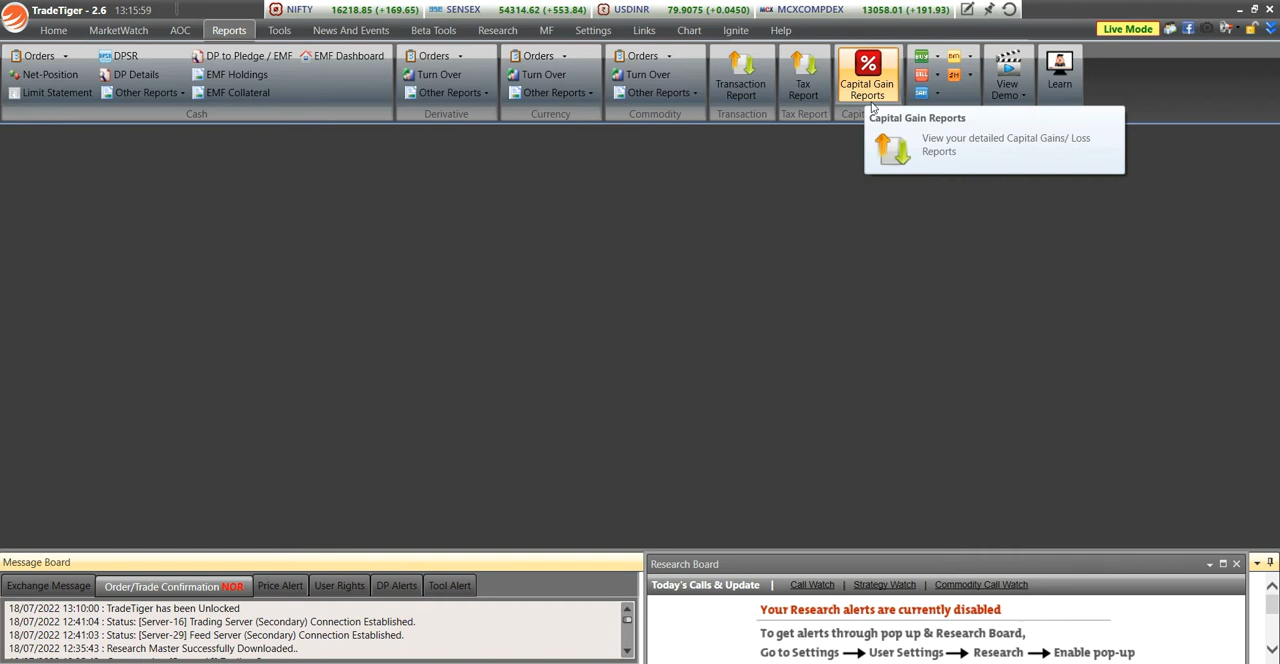 TradeTiger - 2.6 13:15:59 NIFTY 16218.85 (+169.65) SENSEX 54314.62 (+553.84) USDINR 79.9075 (+0.0450) MCX MCXCOMPDEX 13058.01 (+191.93)
Home MarketWatch AOC Reports Tools News And Events Beta Tools Research MF Settings Links Chart Ignite Help Live Mode
Orders DPSR DP to Pledge / EMF EMF Dashboard Orders Orders Orders
Net-Position DP Details EMF Holdings Turn Over Turn Over Turn Over
Limit Statement Other Reports EMF Collateral Other Reports Other Reports Other Reports
Transaction Report
Tax Report
Capital Gain Reports
View Demo
Learn
Cash Derivative Currency Commodity Transaction Tax Report
Capital Gain Reports
View your detailed Capital Gains/ Loss
Reports
Message Board
Exchange Message Order/Trade Confirmation NOR Price Alert User Rights DP Alerts Tool Alert
18/07/2022 13:10:00 : TradeTiger has been Unlocked
18/07/2022 12:41:04 : Status: [Server-16] Trading Server (Secondary) Connection Established.
18/07/2022 12:41:03 : Status: [Server-29] Feed Server (Secondary) Connection Established.
18/07/2022 12:35:43 : Research Master Successfully Downloaded..
Research Board
Today's Calls & Update | Call Watch | Strategy Watch | Commodity Call Watch
Your Research alerts are currently disabled
To get alerts through pop up & Research Board,
Go to Settings → User Settings → Research → Enable pop-up